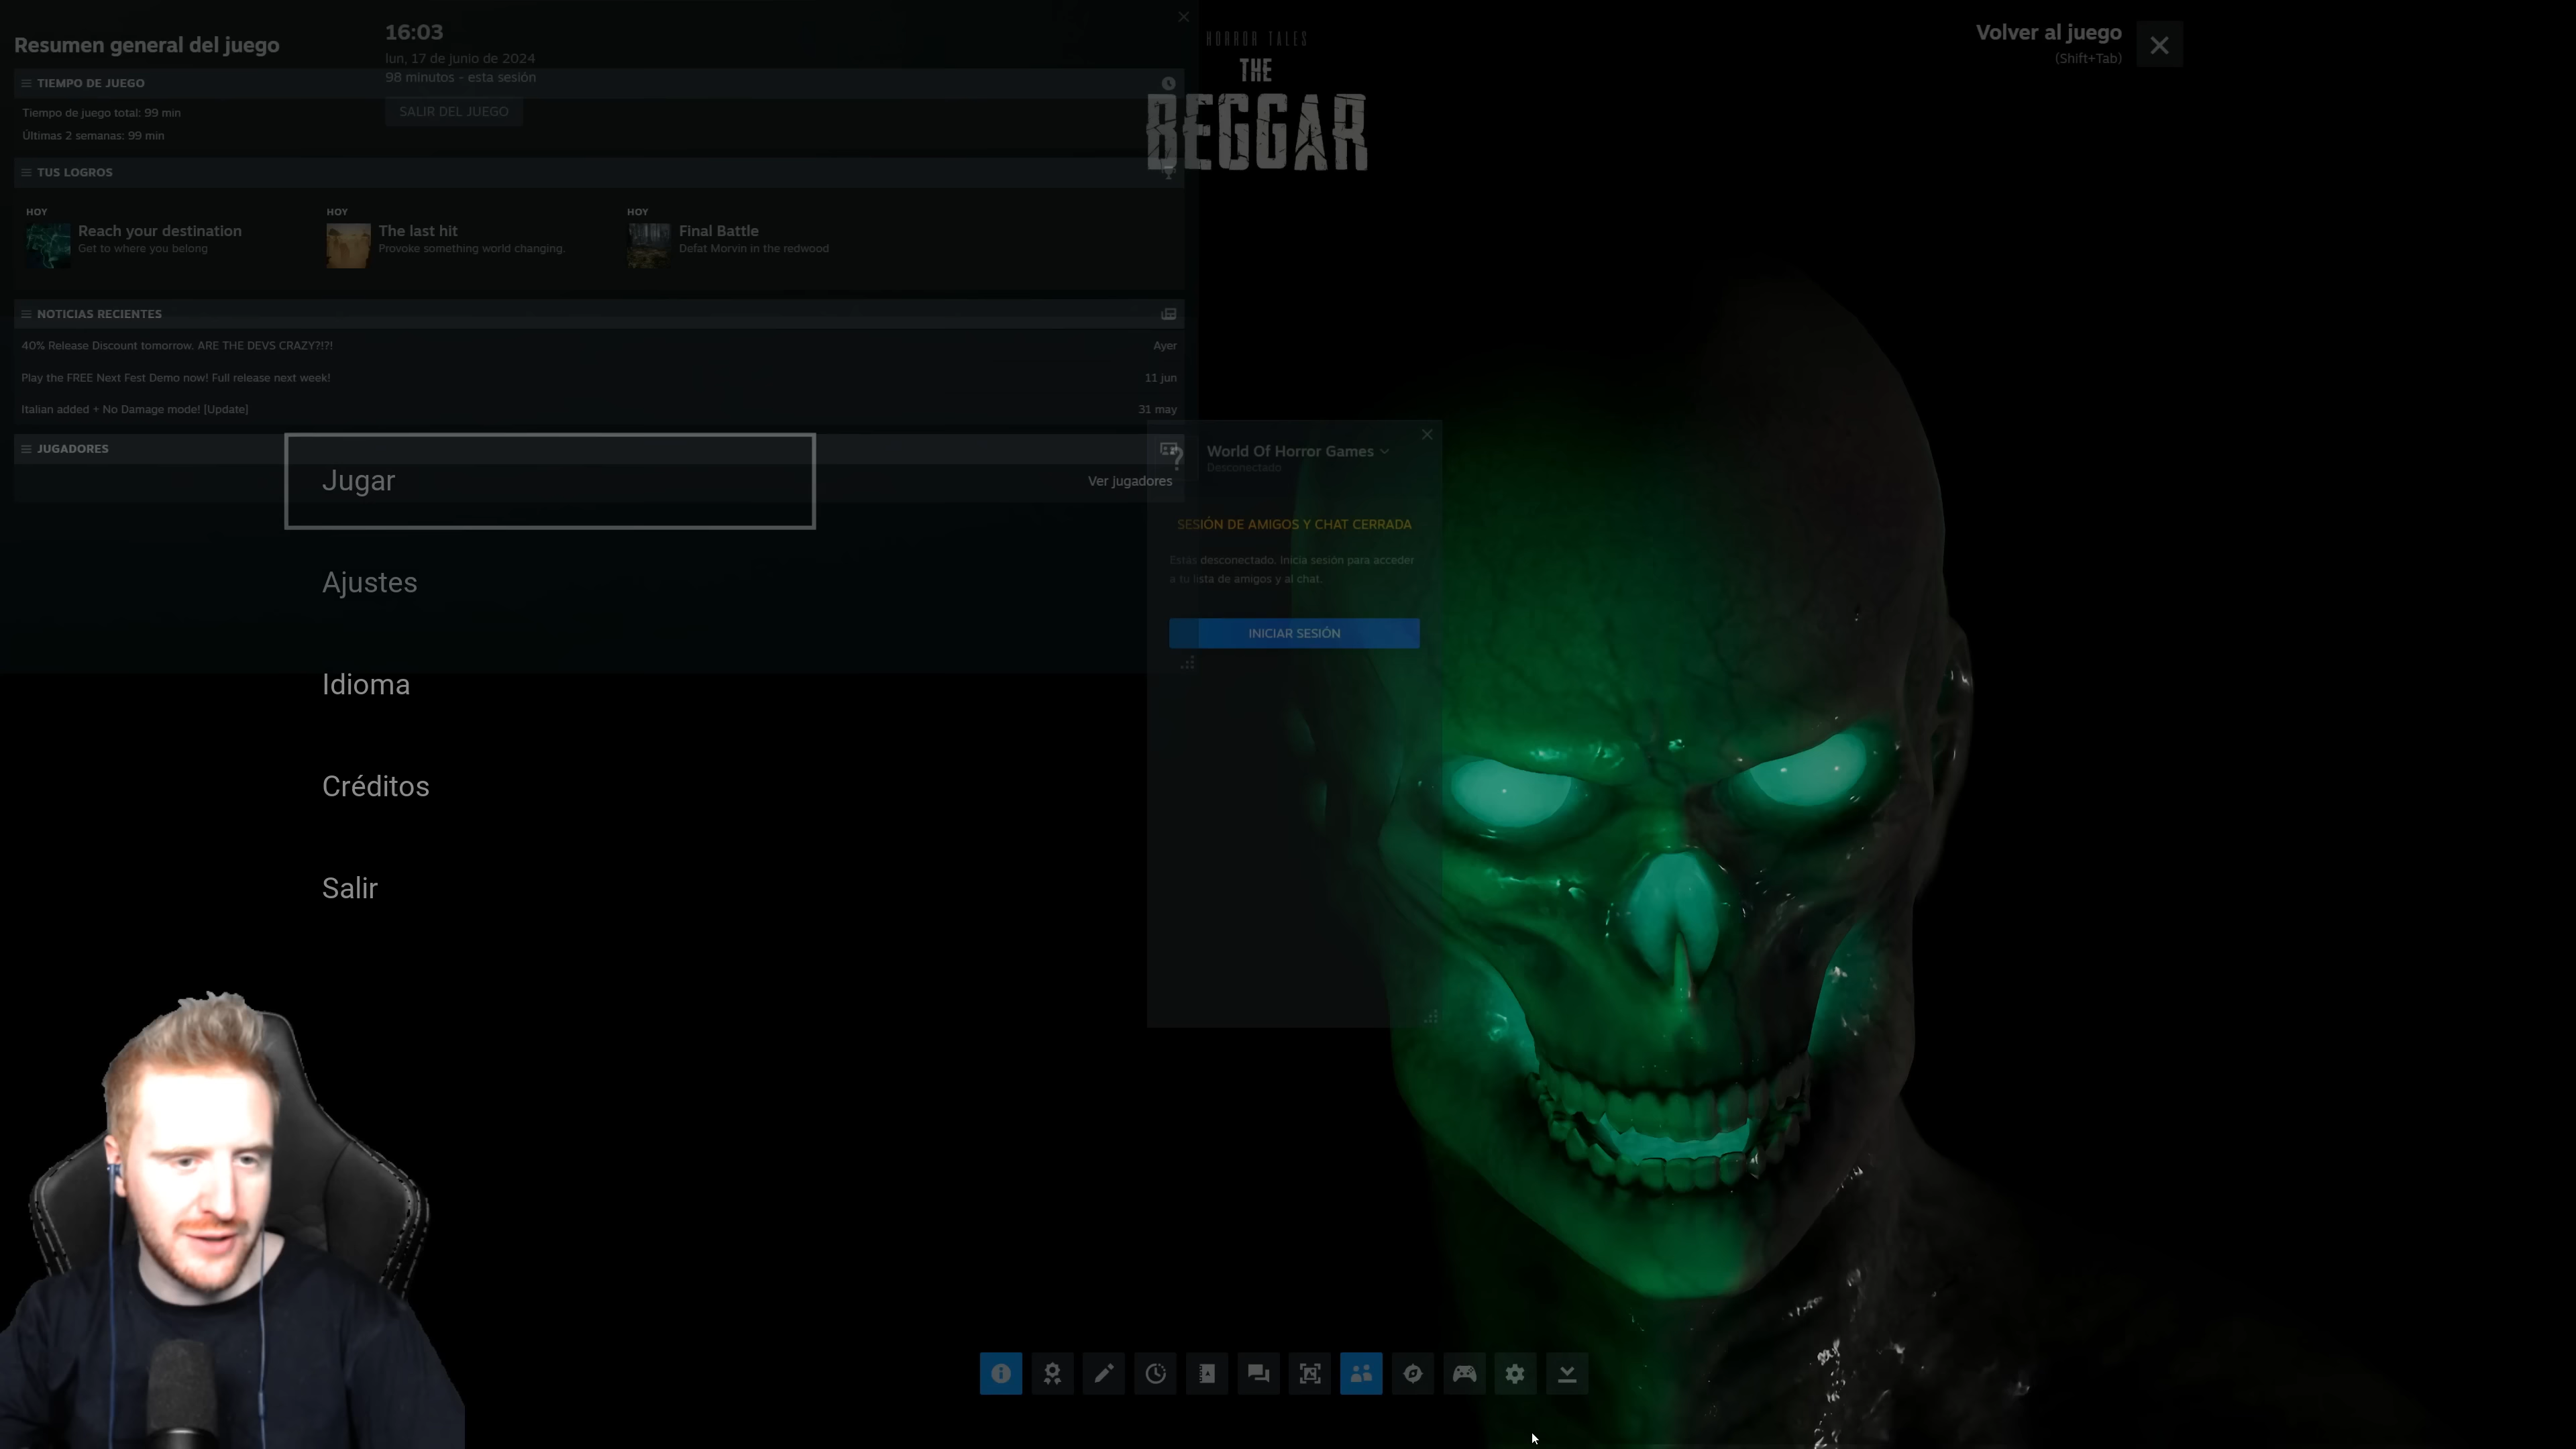 Resumen general del juego
16:03
lun, 17 de junio de 2024
98 minutos - esta sesión
SALIR DEL JUEGO
TIEMPO DE JUEGO
Tiempo de juego total: 99 min
Últimas 2 semanas: 99 min
TUS LOGROS
HOY
Reach your destination
Get to where you belong
HOY
The last hit
Provoke something world changing.
HOY
Final Battle
Defat Morvin in the redwood
NOTICIAS RECIENTES
40% Release Discount tomorrow. ARE THE DEVS CRAZY?!?!
Ayer
Play the FREE Next Fest Demo now! Full release next week!
11 jun
Italian added + No Damage mode! [Update]
31 may
JUGADORES
Ver jugadores
HORROR TALES
THE
BEGGAR
Volver al juego
(Shift+Tab)
Jugar
Ajustes
Idioma
Créditos
Salir
?
World Of Horror Games
Desconectado
SESIÓN DE AMIGOS Y CHAT CERRADA
Estás desconectado. Inicia sesión para acceder
a tu lista de amigos y al chat.
INICIAR SESIÓN